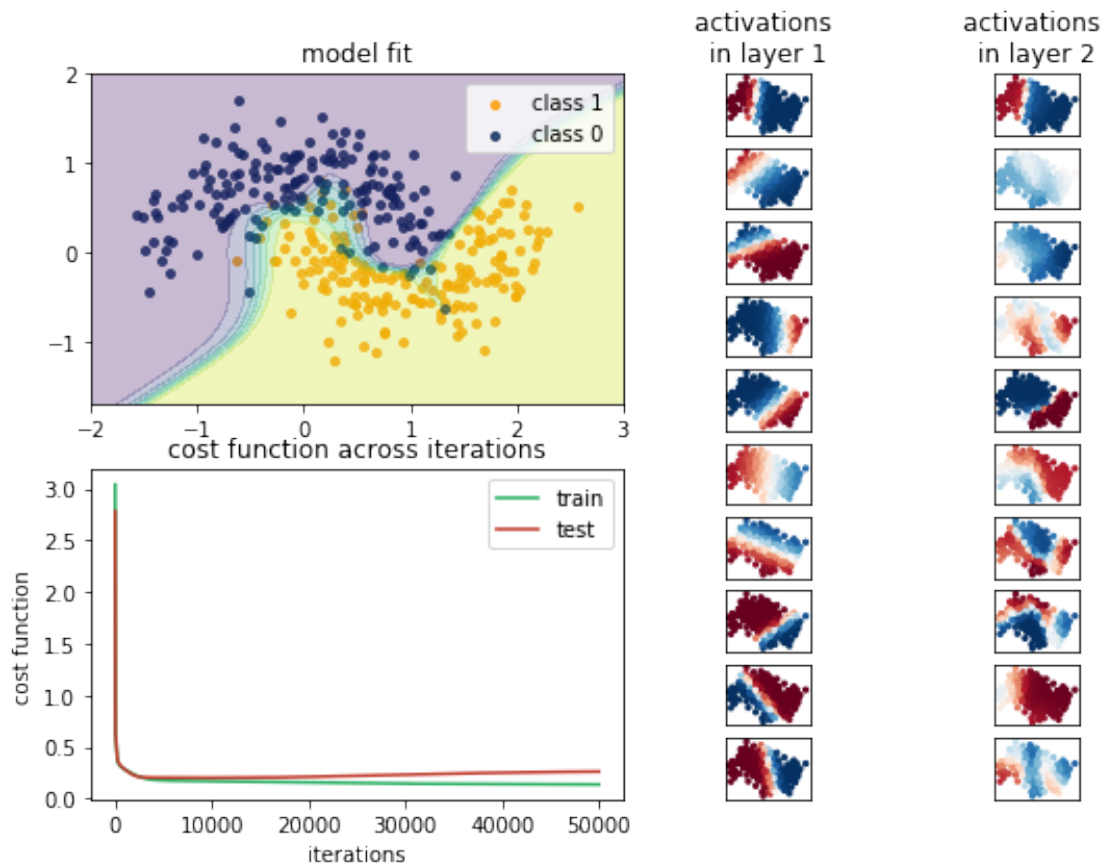 model fit
class 1
class 0
2
1
0
−1
−2
−1
0
1
2
3
cost function across iterations
train
test
3.0
2.5
2.0
1.5
1.0
0.5
0.0
cost function
0
10000
20000
30000
40000
50000
iterations
activations
in layer 1
activations
in layer 2